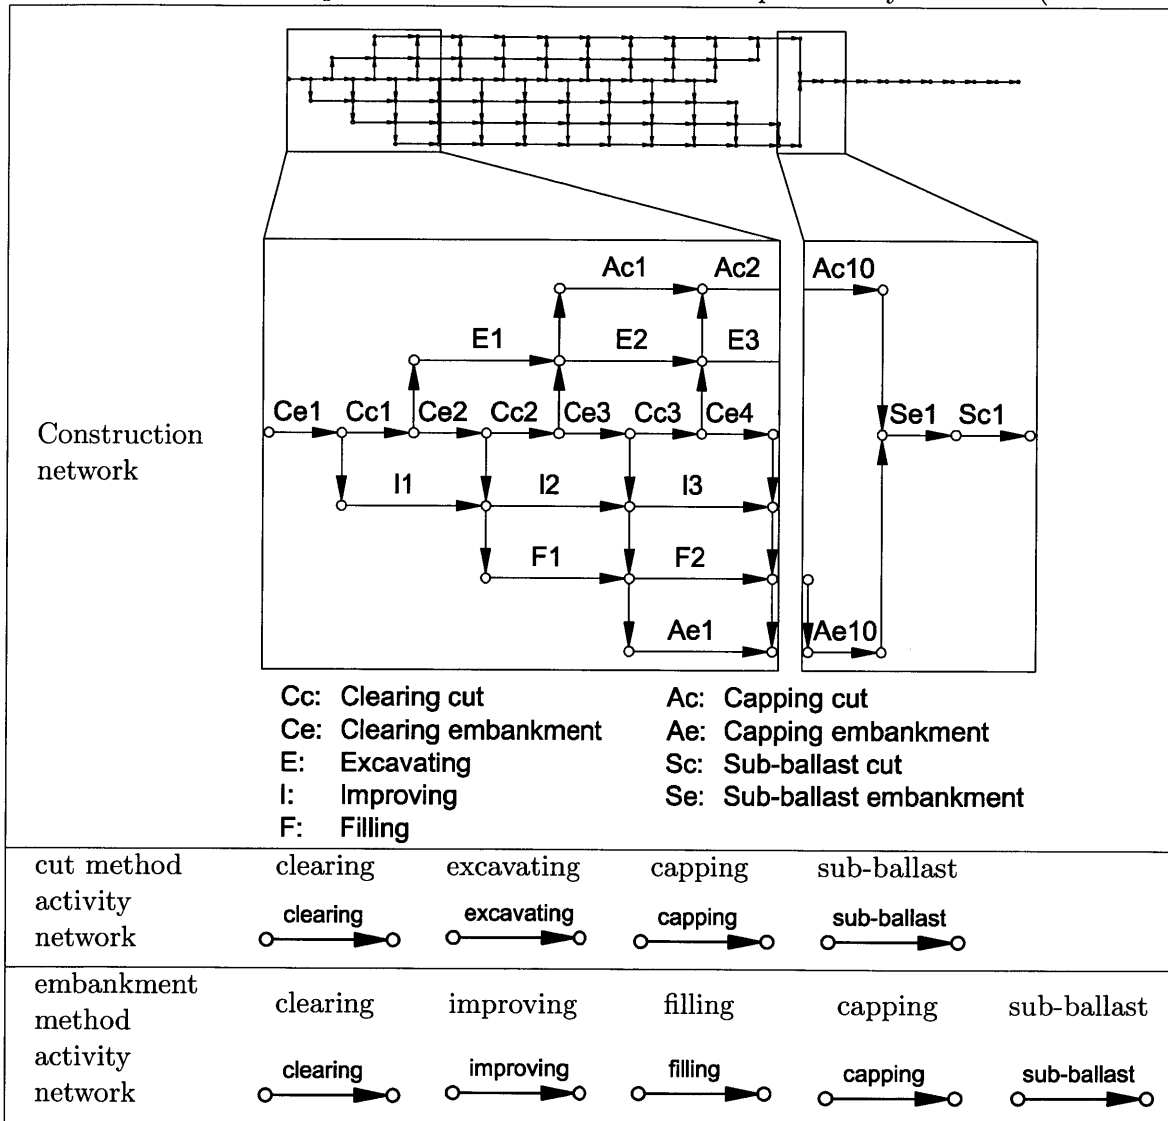 Ac1 Ac2 Ac10
E1 E2 E3
Ce1 Cc1 Ce2 Cc2 Ce3 Cc3 Ce4 Se1 Sc1
Construction
network
I1 I2 I3
F1 F2
Ae1 Ae10
Cc: Clearing cut Ac: Capping cut
Ce: Clearing embankment Ae: Capping embankment
E: Excavating Sc: Sub-ballast cut
I: Improving Se: Sub-ballast embankment
F: Filling
cut method clearing excavating capping sub-ballast
activity clearing excavating capping sub-ballast
network
embankment
method clearing improving filling capping sub-ballast
activity clearing improving filling capping sub-ballast
network